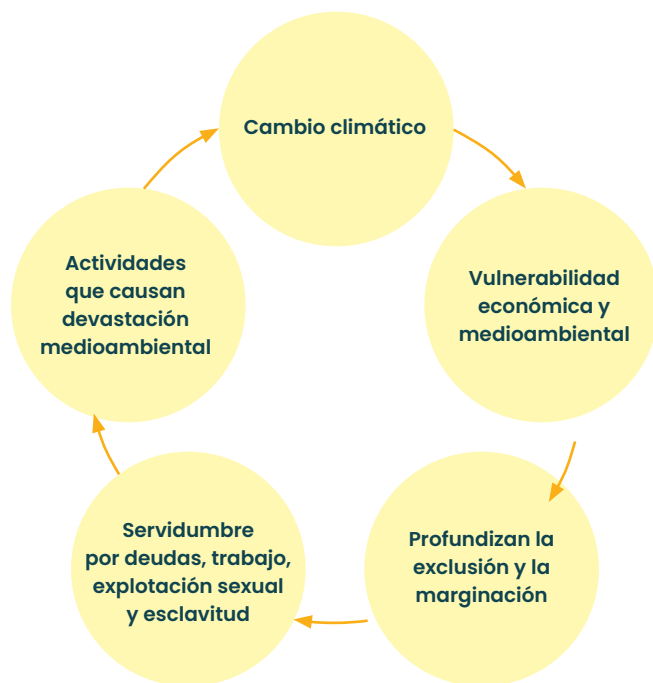 Cambio climático
Vulnerabilidad
económica y
medioambiental
Profundizan la
exclusión y la
marginación
Servidumbre
por deudas, trabajo,
explotación sexual
y esclavitud
Actividades
que causan
devastación
medioambiental